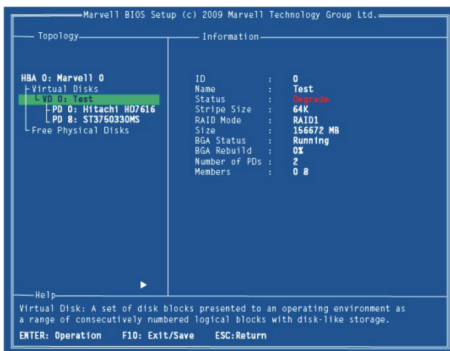 Marvell BIOS Setup (c) 2009 Marvell Technology Group Ltd.
Topology
Information
HBA 0: Marvell 0
Virtual Disks
VD 0: Test
PD 0: Hitachi HD7616
PD 8: ST3750330MS
Free Physical Disks
ID : 0
Name : Test
Status : Degrade
Stripe Size : 64K
RAID Mode : RAID1
Size : 156672 MB
BGA Status : Running
BGA Rebuild : 0%
Number of PDs : 2
Members : 0 8
Help
Virtual Disk: A set of disk blocks presented to an operating environment as
a range of consecutively numbered logical blocks with disk-like storage.
ENTER: Operation F10: Exit/Save ESC:Return